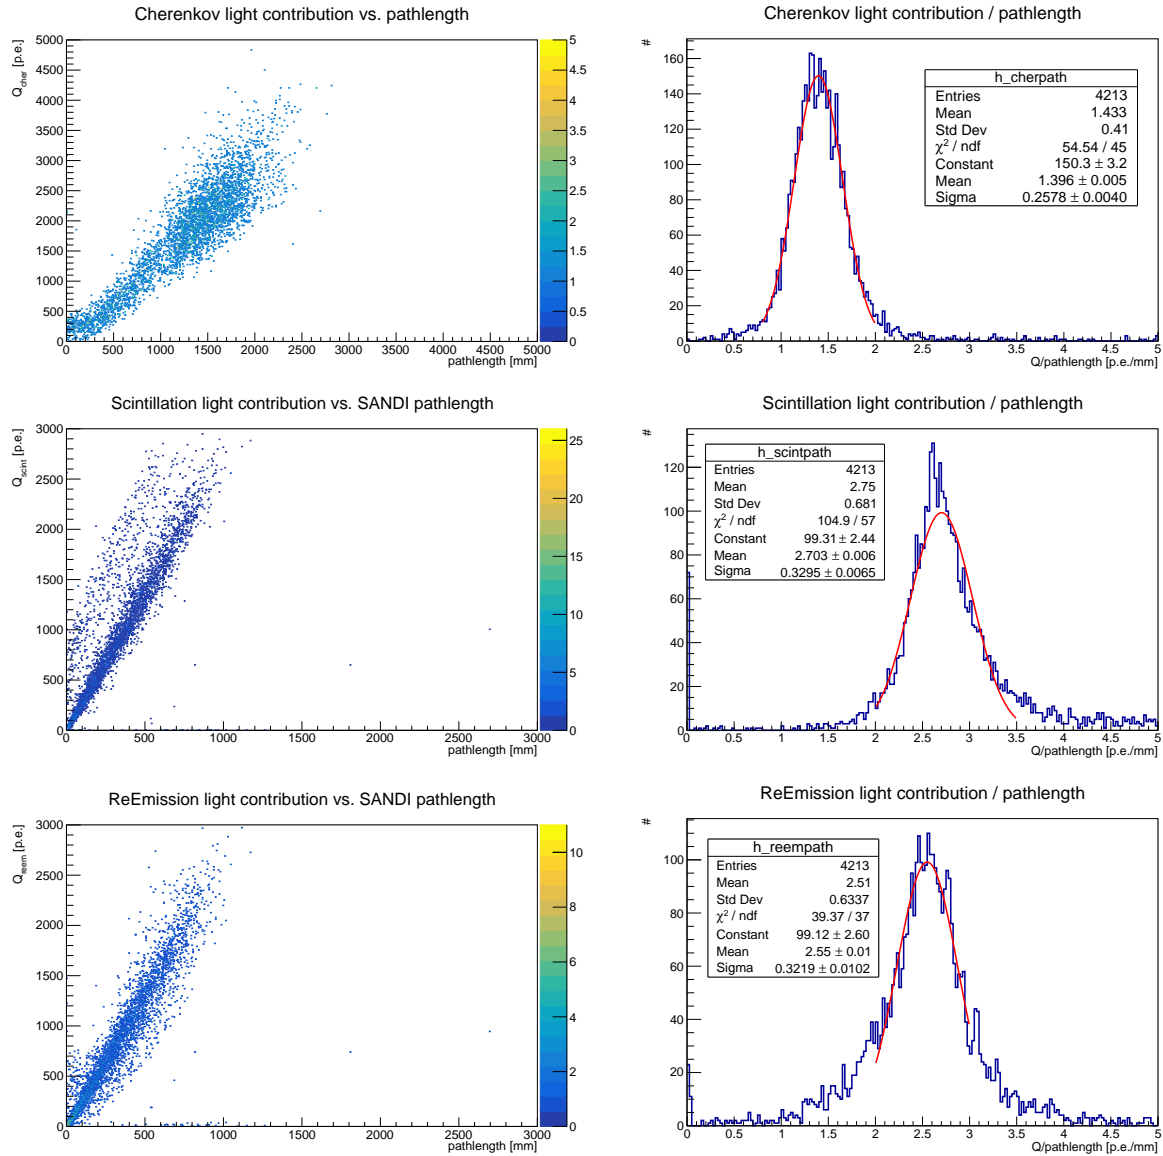 Cherenkov light contribution vs. pathlength
Q_cher [p.e.]
5000
4500
4000
3500
3000
2500
2000
1500
1000
500
0
0 500 1000 1500 2000 2500 3000 3500 4000 4500 5000
pathlength [mm]
5
4.5
4
3.5
3
2.5
2
1.5
1
0.5
0
Cherenkov light contribution / pathlength
#
160
140
120
100
80
60
40
20
0
0 0.5 1 1.5 2 2.5 3 3.5 4 4.5 5
Q/pathlength [p.e./mm]
h_cherpath
Entries 4213
Mean 1.433
Std Dev 0.41
χ² / ndf 54.54 / 45
Constant 150.3 ± 3.2
Mean 1.396 ± 0.005
Sigma 0.2578 ± 0.0040
Scintillation light contribution vs. SANDI pathlength
Q_scint [p.e.]
3000
2500
2000
1500
1000
500
0
0 500 1000 1500 2000 2500 3000
pathlength [mm]
25
20
15
10
5
0
Scintillation light contribution / pathlength
#
120
100
80
60
40
20
0
0 0.5 1 1.5 2 2.5 3 3.5 4 4.5 5
Q/pathlength [p.e./mm]
h_scintpath
Entries 4213
Mean 2.75
Std Dev 0.681
χ² / ndf 104.9 / 57
Constant 99.31 ± 2.44
Mean 2.703 ± 0.006
Sigma 0.3295 ± 0.0065
ReEmission light contribution vs. SANDI pathlength
Q_reem [p.e.]
3000
2500
2000
1500
1000
500
0
0 500 1000 1500 2000 2500 3000
pathlength [mm]
10
8
6
4
2
0
ReEmission light contribution / pathlength
#
100
80
60
40
20
0
0 0.5 1 1.5 2 2.5 3 3.5 4 4.5 5
Q/pathlength [p.e./mm]
h_reempath
Entries 4213
Mean 2.51
Std Dev 0.6337
χ² / ndf 39.37 / 37
Constant 99.12 ± 2.60
Mean 2.55 ± 0.01
Sigma 0.3219 ± 0.0102